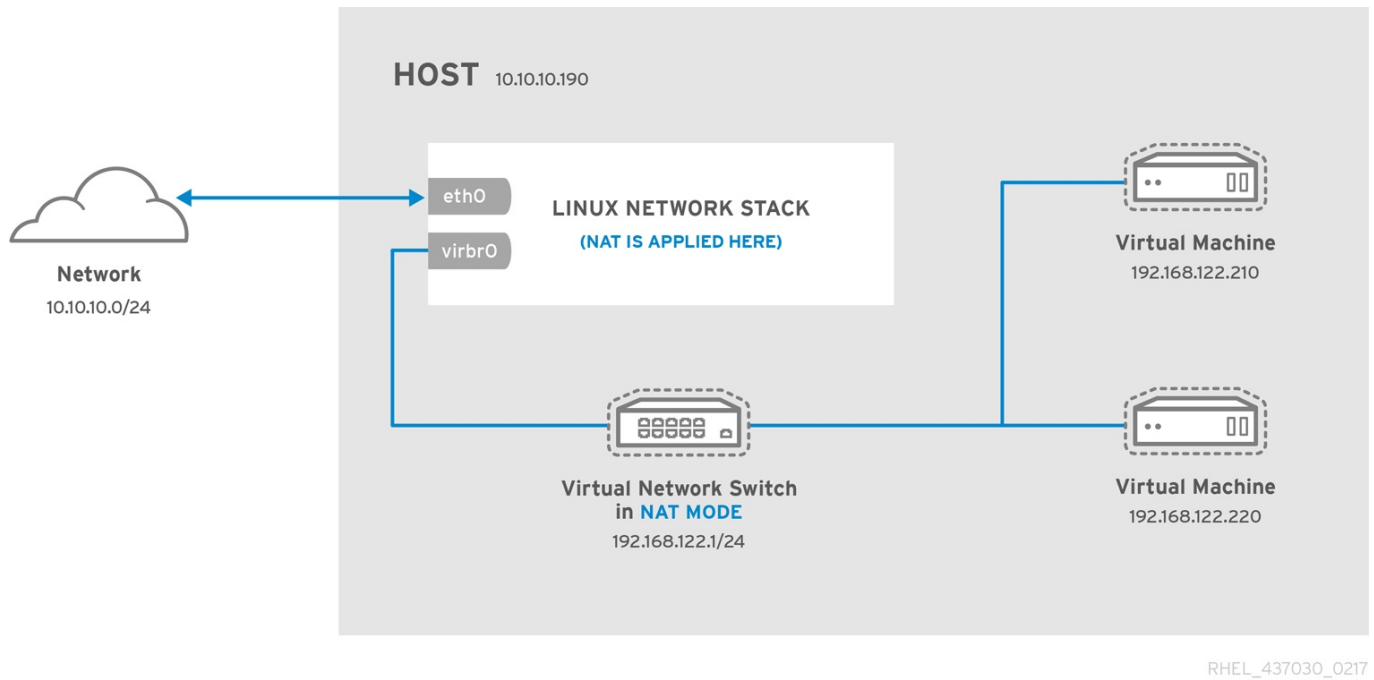 HOST 10.10.10.190
eth0
LINUX NETWORK STACK
(NAT IS APPLIED HERE)
virbr0
Network
10.10.10.0/24
Virtual Machine
192.168.122.210
Virtual Network Switch
in NAT MODE
192.168.122.1/24
Virtual Machine
192.168.122.220
RHEL_437030_0217